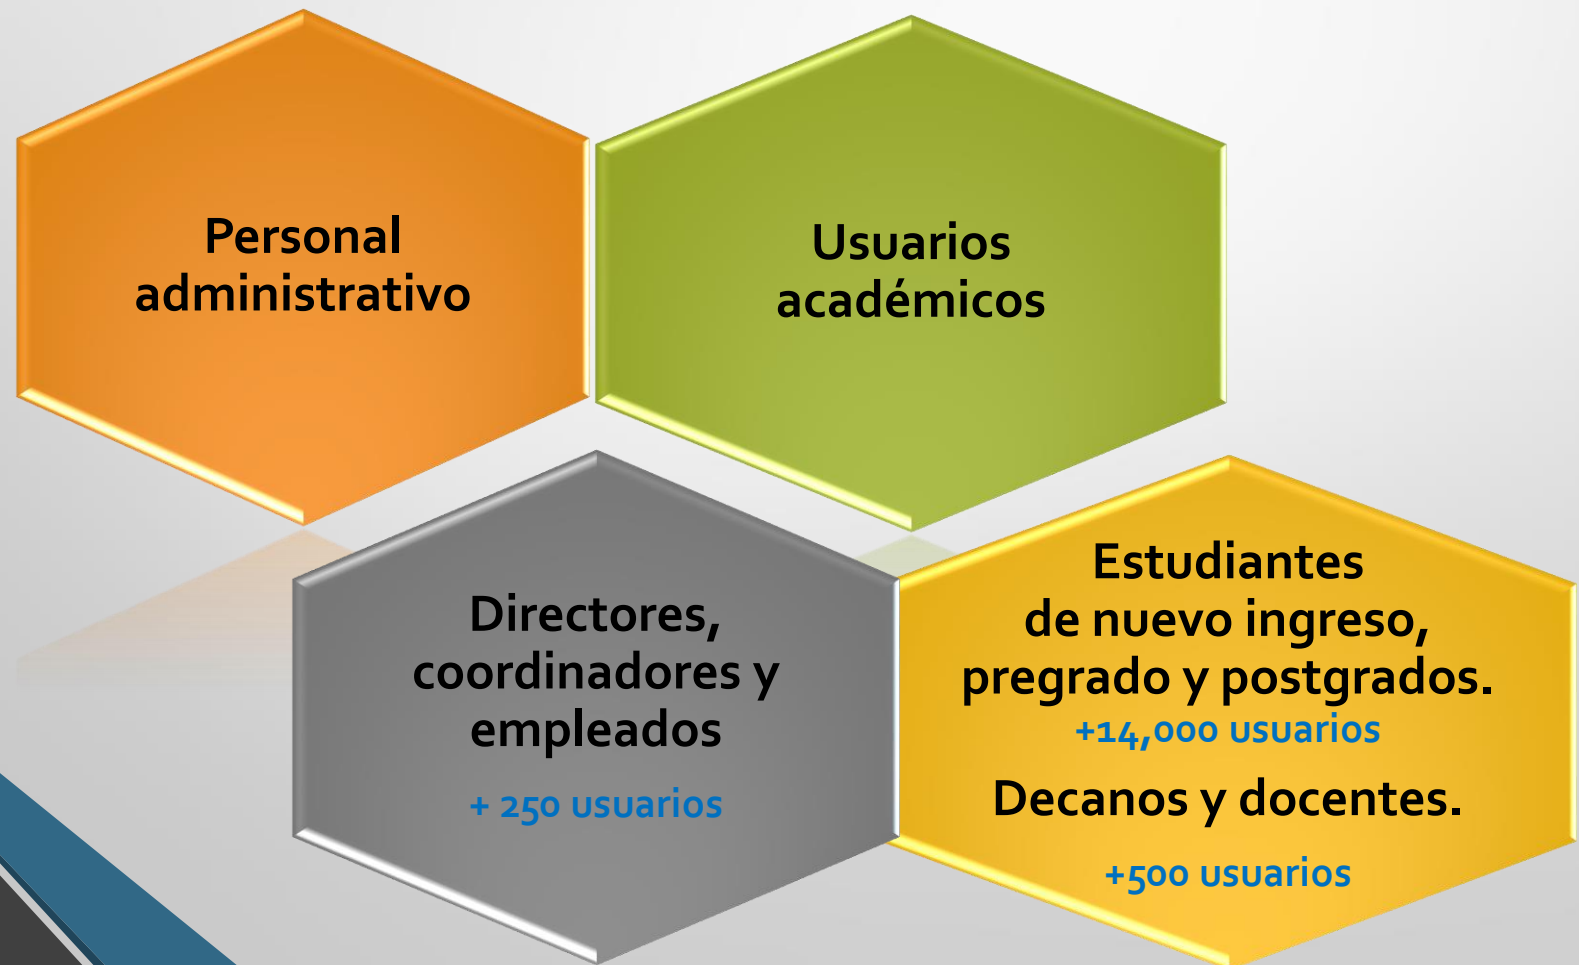 Personal
administrativo
Usuarios
académicos
Directores,
coordinadores y
empleados
+ 250 usuarios
Estudiantes
de nuevo ingreso,
pregrado y postgrados.
+14,000 usuarios
Decanos y docentes.
+500 usuarios